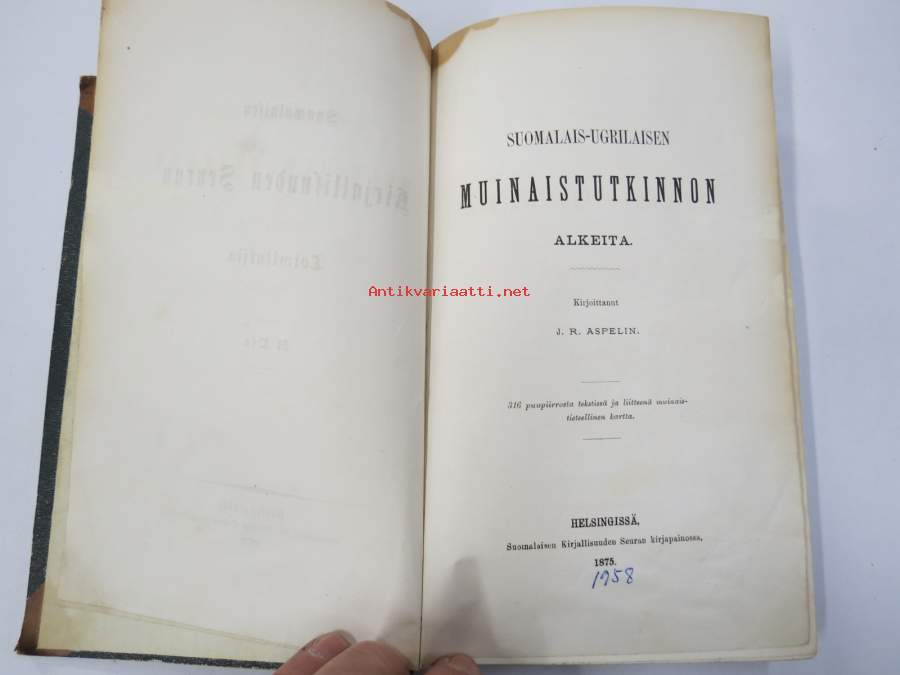 SUOMALAIS-UGRILAISEN
MUINAISTUTKINNON
ALKEITA.
Antikvariaatti.net
Kirjoittanut
J. R. ASPELIN.
316 puupiirrosta tekstissä ja liitteenä muinais-
tieteellinen kartta.
HELSINGISSÄ,
Suomalaisen Kirjallisuuden Seuran kirjapainossa,
1875.
1958